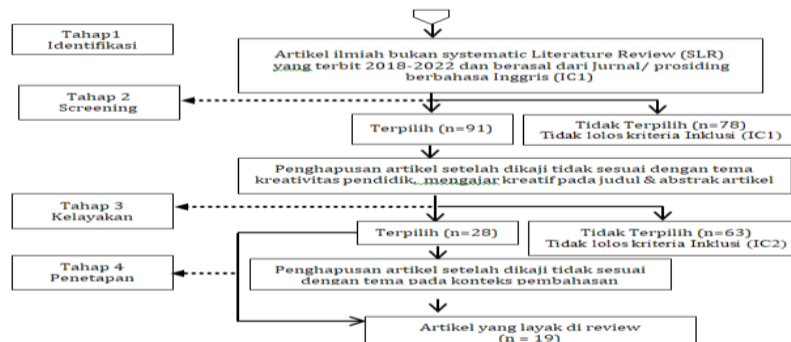 Tahap1
Identifikasi
Artikel ilmiah bukan systematic Literature Review (SLR)
yang terbit 2018-2022 dan berasal dari Jurnal/ prosiding
berbahasa Inggris (IC1)
Tahap 2
Screening
Terpilih (n=91)
Tidak Terpilih (n=78)
Tidak lolos kriteria Inklusi (IC1)
Penghapusan artikel setelah dikaji tidak sesuai dengan tema
kreativitas pendidik, mengajar kreatif pada judul & abstrak artikel
Tahap 3
Kelayakan
Terpilih (n=28)
Tidak Terpilih (n=63)
Tidak lolos kriteria Inklusi (IC2)
Tahap 4
Penetapan
Penghapusan artikel setelah dikaji tidak sesuai
dengan tema pada konteks pembahasan
Artikel yang layak di review
(n = 19)